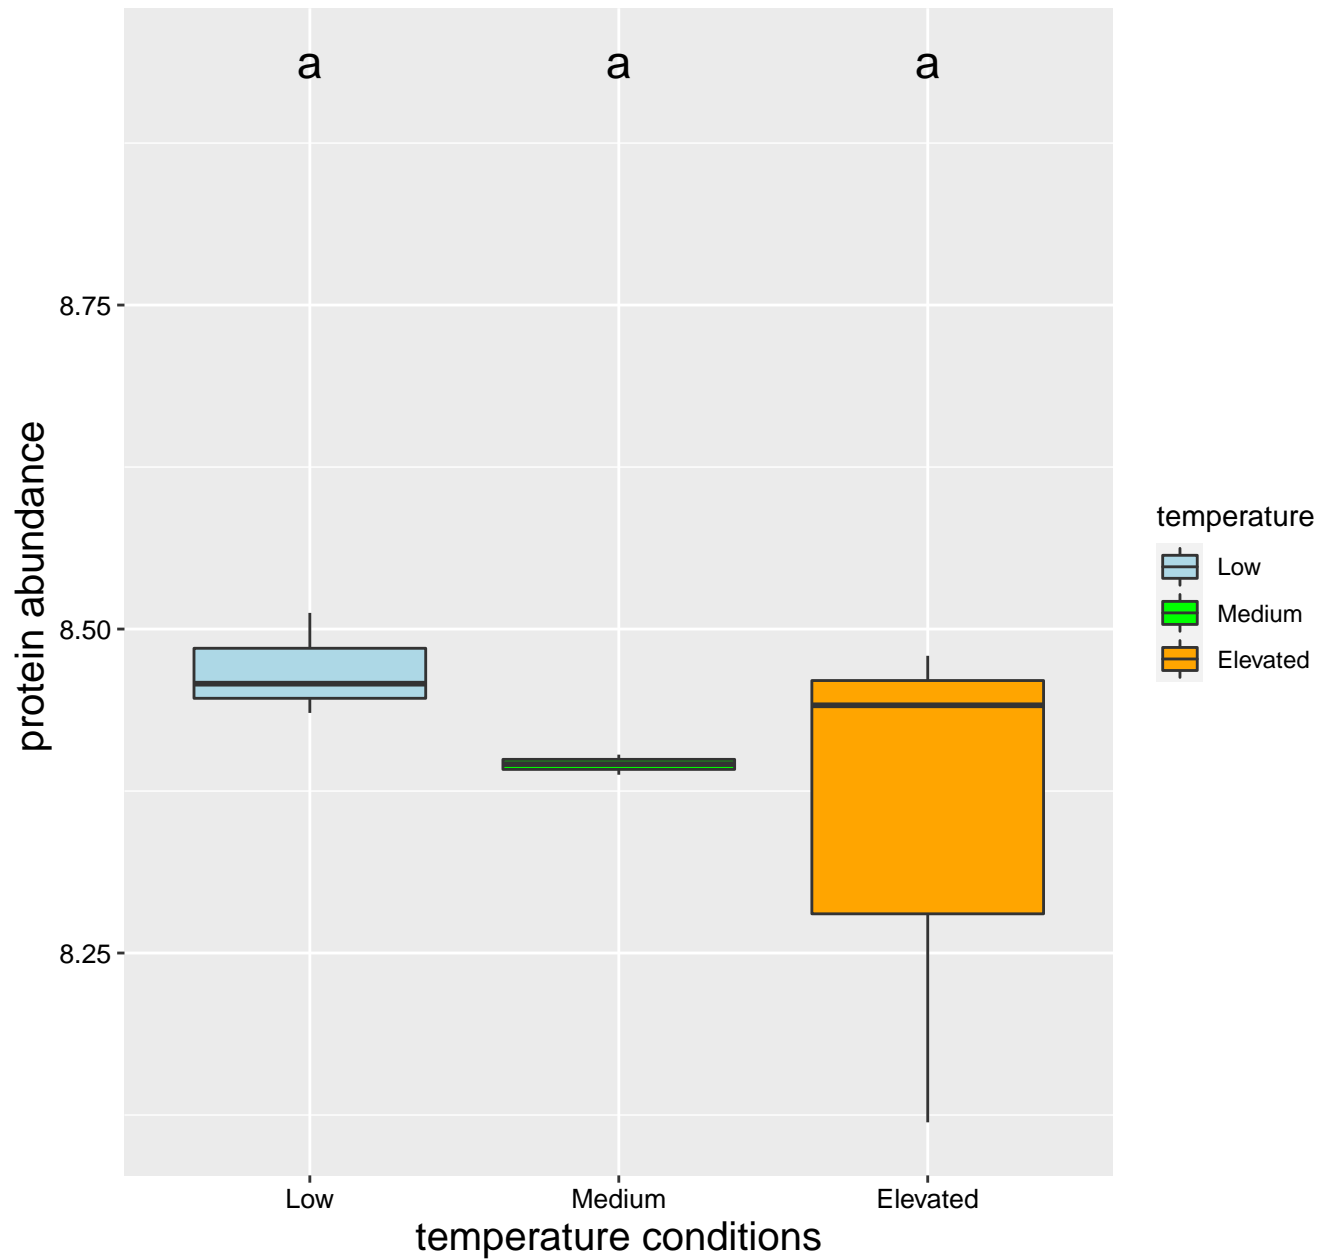 a a a
8.75
8.50
8.25
protein abundance
Low Medium Elevated
temperature conditions
temperature
Low
Medium
Elevated